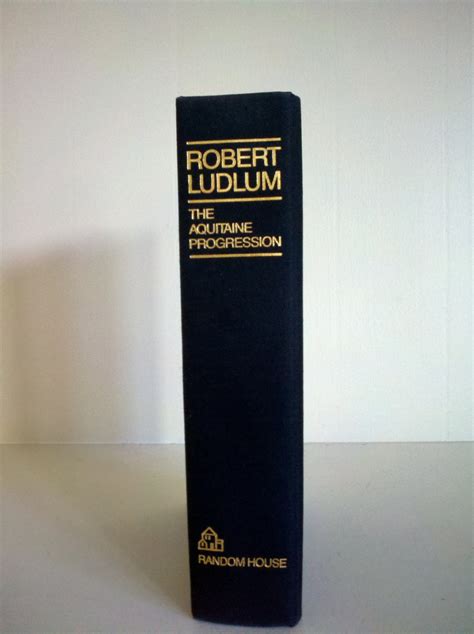 ROBERT
LUDLUM
THE
AQUITAINE
PROGRESSION
RANDOM HOUSE